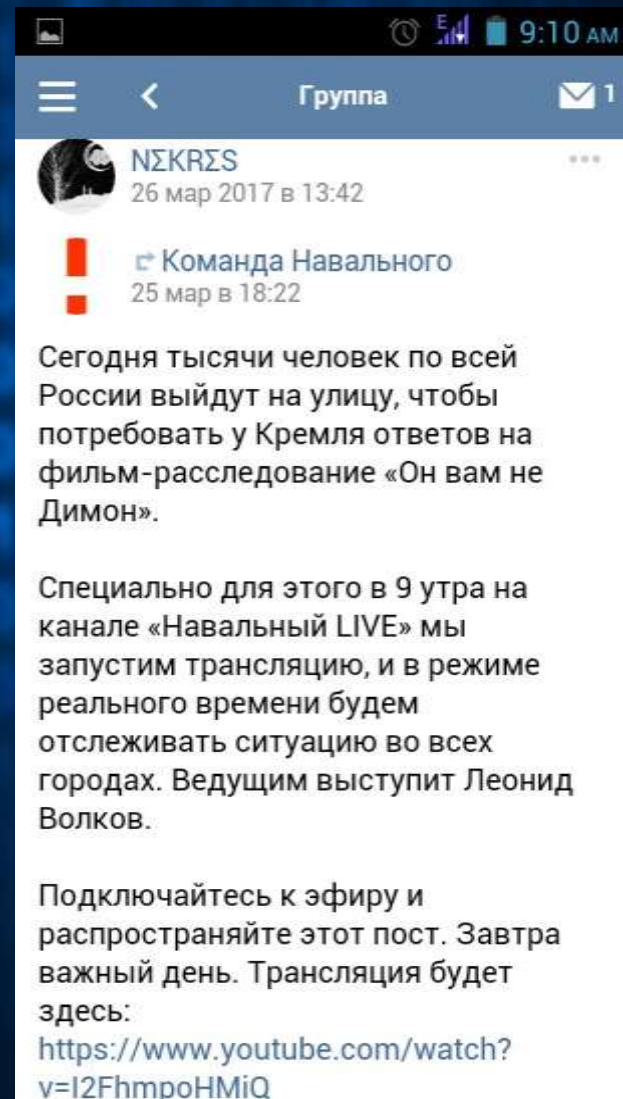 E 9:10 AM
Группа 1
NΣKRΣS
26 мар 2017 в 13:42
Команда Навального
25 мар в 18:22
Сегодня тысячи человек по всей
России выйдут на улицу, чтобы
потребовать у Кремля ответов на
фильм-расследование «Он вам не
Димон».
Специально для этого в 9 утра на
канале «Навальный LIVE» мы
запустим трансляцию, и в режиме
реального времени будем
отслеживать ситуацию во всех
городах. Ведущим выступит Леонид
Волков.
Подключайтесь к эфиру и
распространяйте этот пост. Завтра
важный день. Трансляция будет
здесь:
https://www.youtube.com/watch?
v=I2FhmpoHMiQ